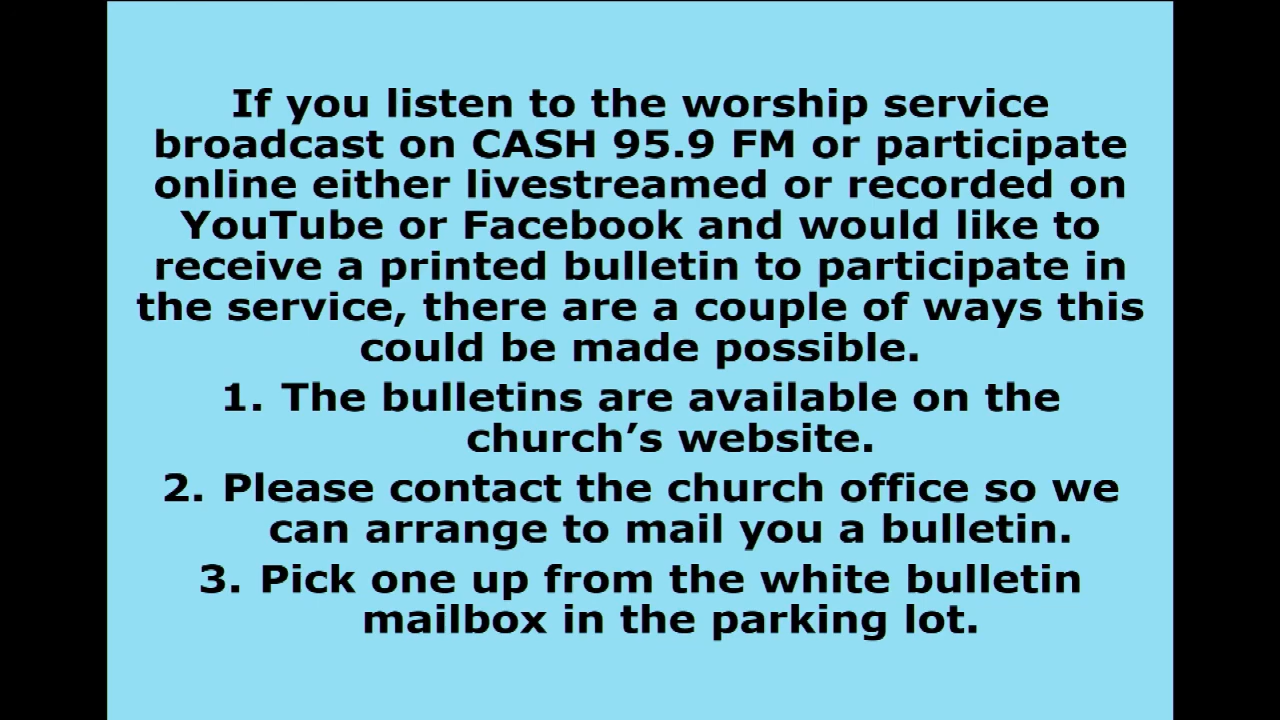 If you listen to the worship service
broadcast on CASH 95.9 FM or participate
online either livestreamed or recorded on
YouTube or Facebook and would like to
receive a printed bulletin to participate in
the service, there are a couple of ways this
could be made possible.
1. The bulletins are available on the
church’s website.
2. Please contact the church office so we
can arrange to mail you a bulletin.
3. Pick one up from the white bulletin
mailbox in the parking lot.